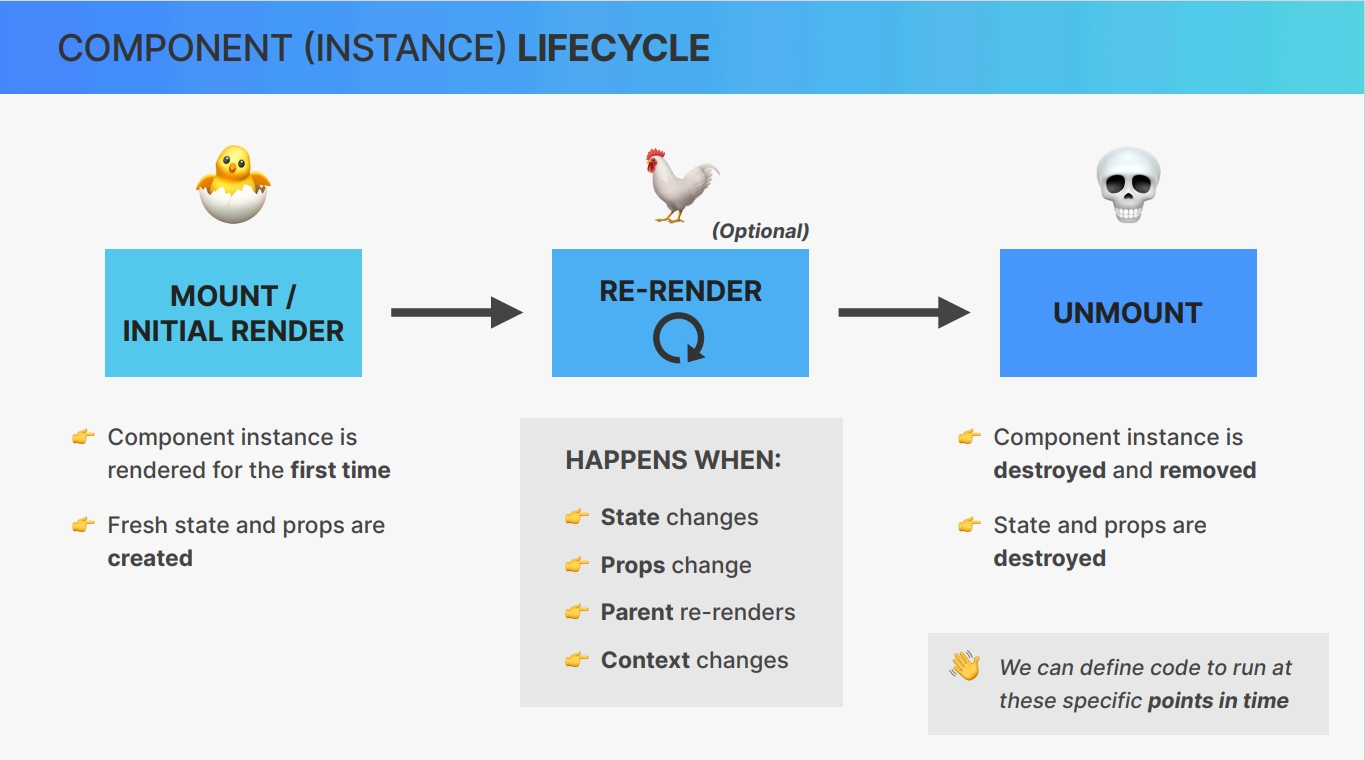 COMPONENT (INSTANCE) LIFECYCLE
MOUNT /
INITIAL RENDER
Component instance is
rendered for the first time
Fresh state and props are
created
(Optional)
RE-RENDER
HAPPENS WHEN:
State changes
Props change
Parent re-renders
Context changes
UNMOUNT
Component instance is
destroyed and removed
State and props are
destroyed
We can define code to run at
these specific points in time